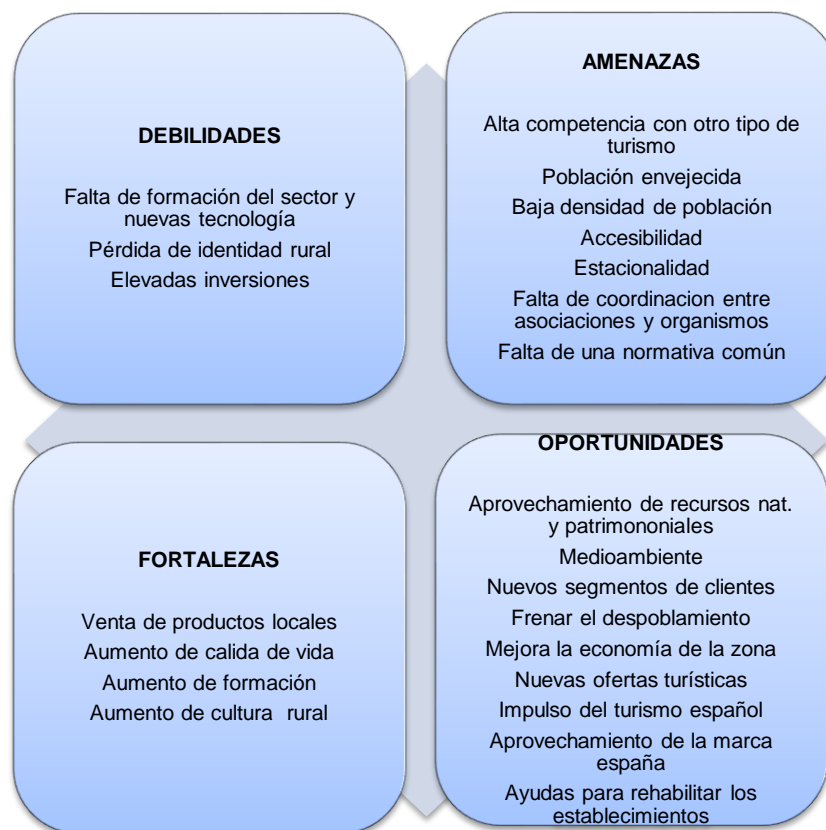 DEBILIDADES
Falta de formación del sector y
nuevas tecnología
Pérdida de identidad rural
Elevadas inversiones
AMENAZAS
Alta competencia con otro tipo de
turismo
Población envejecida
Baja densidad de población
Accesibilidad
Estacionalidad
Falta de coordinacion entre
asociaciones y organismos
Falta de una normativa común
FORTALEZAS
Venta de productos locales
Aumento de calida de vida
Aumento de formación
Aumento de cultura rural
OPORTUNIDADES
Aprovechamiento de recursos nat.
y patrimononiales
Medioambiente
Nuevos segmentos de clientes
Frenar el despoblamiento
Mejora la economía de la zona
Nuevas ofertas turísticas
Impulso del turismo español
Aprovechamiento de la marca
españa
Ayudas para rehabilitar los
establecimientos